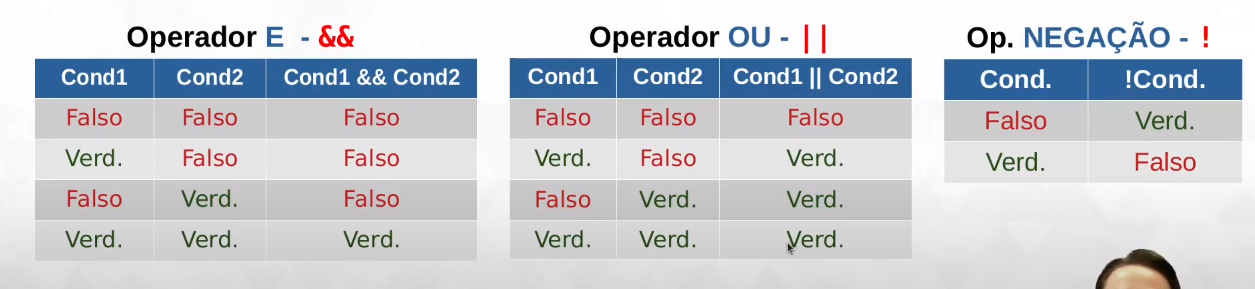 Operador E - &&
Cond1 Cond2 Cond1 && Cond2
Falso Falso Falso
Verd. Falso Falso
Falso Verd. Falso
Verd. Verd. Verd.
Operador OU - ||
Cond1 Cond2 Cond1 || Cond2
Falso Falso Falso
Verd. Falso Verd.
Falso Verd. Verd.
Verd. Verd. Verd.
Op. NEGAÇÃO - !
Cond. !Cond.
Falso Verd.
Verd. Falso